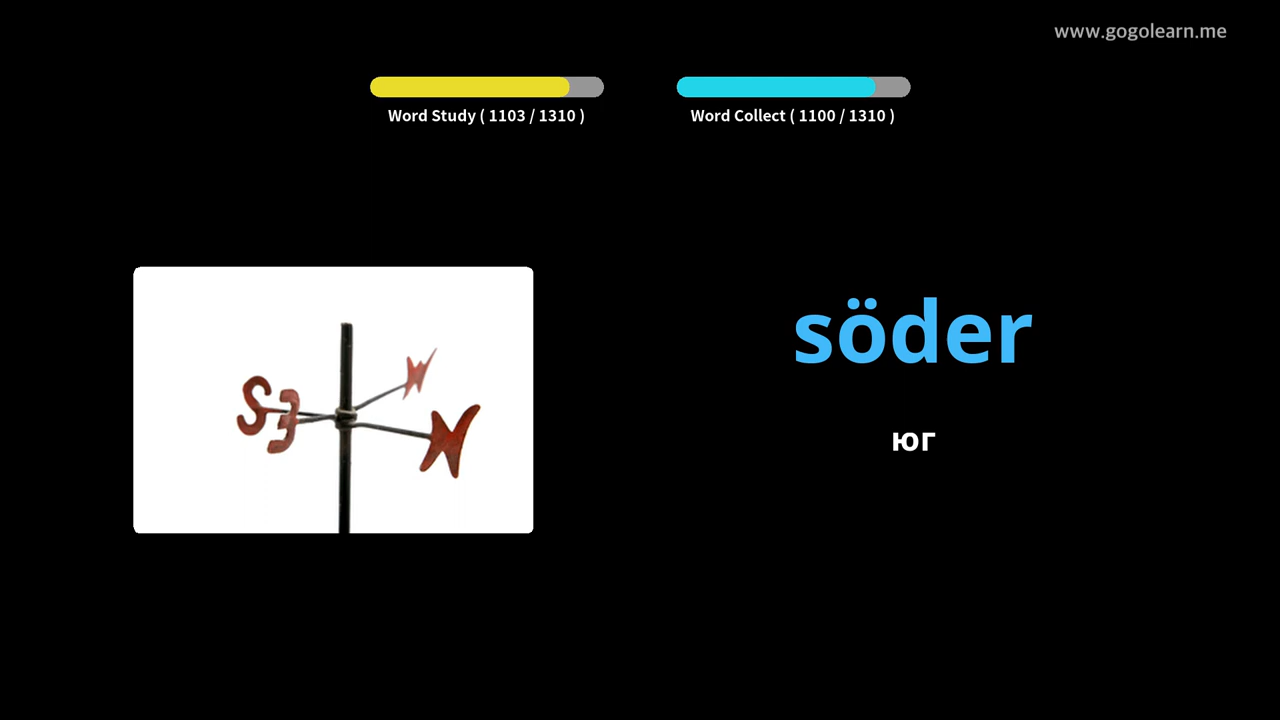 www.gogolearn.me
Word Study ( 1103 / 1310 )
Word Collect ( 1100 / 1310 )
söder
юг
S
E
N